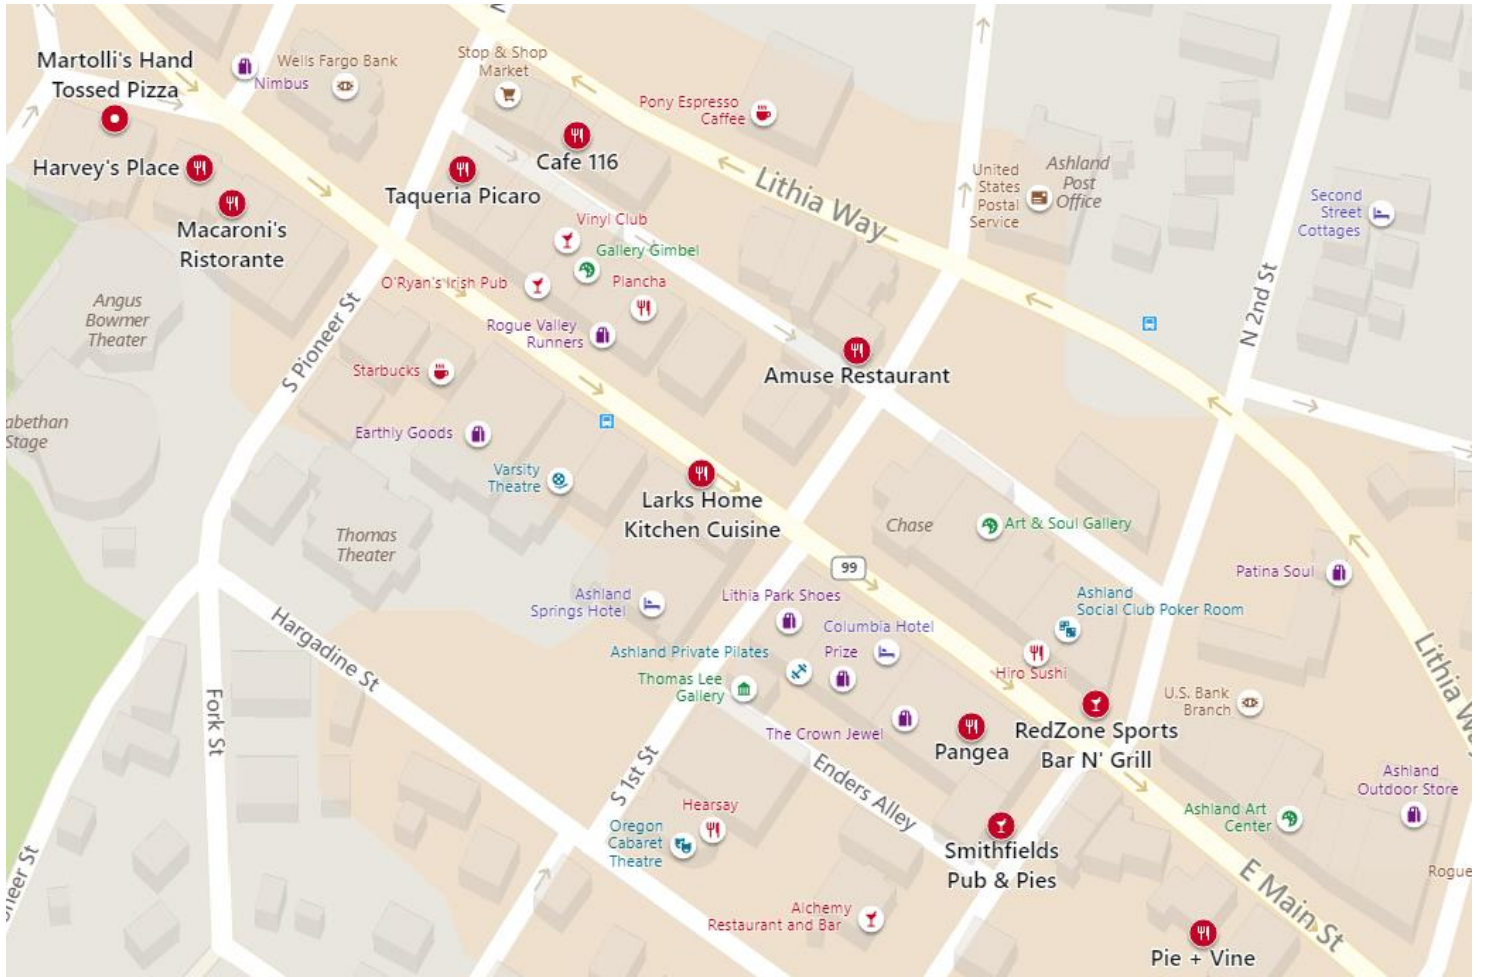 Martolli's Hand
Tossed Pizza
Nimbus
Wells Fargo Bank
Stop & Shop
Market
Pony Espresso
Caffee
Harvey's Place
Macaroni's
Ristorante
Taqueria Picaro
Cafe 116
Lithia Way
United
States
Postal
Service
Ashland
Post
Office
Second
Street
Cottages
Vinyl Club
Gallery Gimbel
O'Ryan's Irish Pub
Plancha
Rogue Valley
Runners
Angus
Bowmer
Theater
S Pioneer St
N 2nd St
Starbucks
Amuse Restaurant
abethan
Stage
Earthly Goods
Varsity
Theatre
Larks Home
Kitchen Cuisine
Thomas
Theater
Chase
Art & Soul Gallery
99
Patina Soul
Ashland
Springs Hotel
Lithia Park Shoes
Ashland
Social Club Poker Room
Columbia Hotel
Ashland Private Pilates
Prize
Hiro Sushi
Thomas Lee
Gallery
Hargadine St
Fork St
Lithia W
U.S. Bank
Branch
The Crown Jewel
Pangea
RedZone Sports
Bar N' Grill
S 1st St
Enders Alley
Ashland
Outdoor Store
Hearsay
Oregon
Cabaret
Theatre
Ashland Art
Center
Smithfields
Pub & Pies
oneer St
Rogue
E Main St
Alchemy
Restaurant and Bar
Pie + Vine